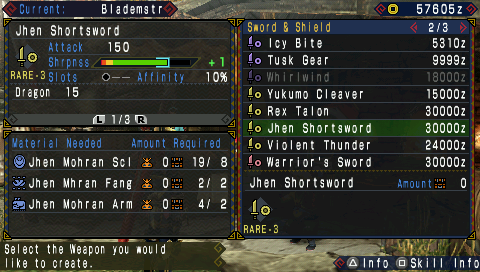 Current: Blademstr
57605z
Jhen Shortsword
Attack 150
Shrpnss +1
RARE-3
Slots ―― Affinity 10%
Dragon 15
L 1/3 R
Material Needed Amount Required
Jhen Mohran Scl 0 19/ 8
Jhen Mhran Fang 0 2/ 2
Jhen Mohran Arm 0 4/ 2
Select the Weapon you would
like to create.
Sword & Shield 2/3
Icy Bite 5310z
Tusk Gear 9999z
Whirlwind 18000z
Yukumo Cleaver 15000z
Rex Talon 30000z
Jhen Shortsword 30000z
Violent Thunder 24000z
Warrior's Sword 30000z
Jhen Shortsword Amount 0
RARE-3
Info Skill Info